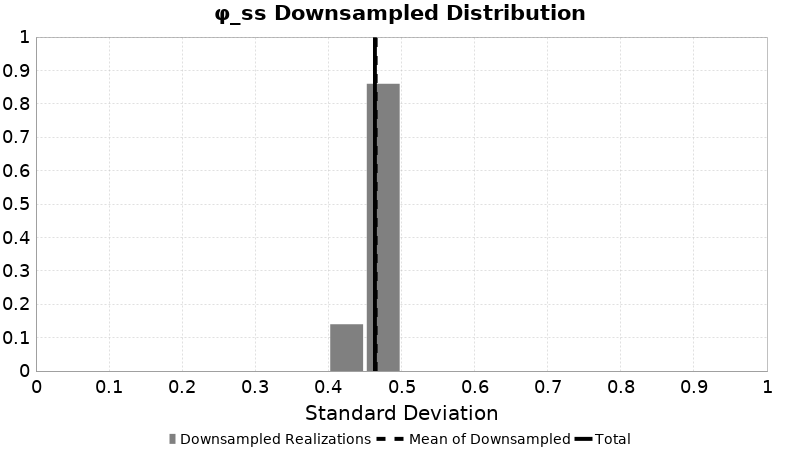 φ_ss Downsampled Distribution
1
0.9
0.8
0.7
0.6
0.5
0.4
0.3
0.2
0.1
0
0 0.1 0.2 0.3 0.4 0.5 0.6 0.7 0.8 0.9 1
Standard Deviation
Downsampled Realizations Mean of Downsampled Total